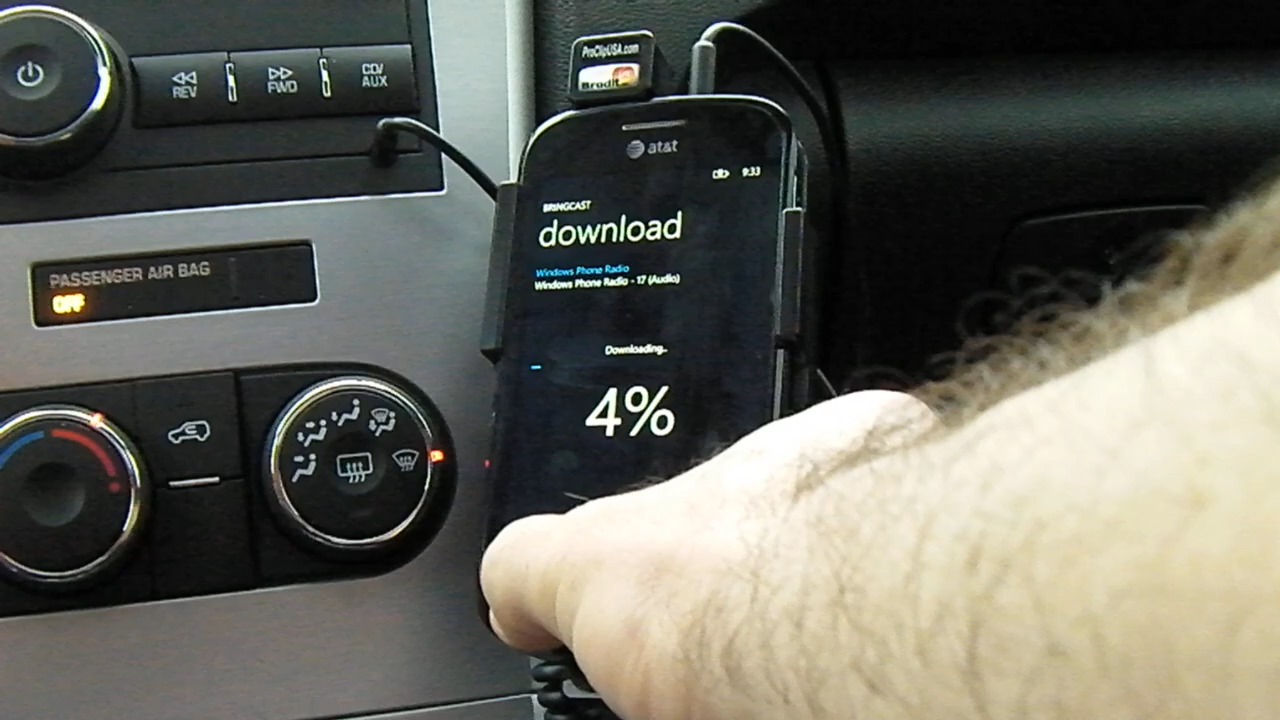 REV
FWD
CD/
AUX
ProClipUSA.com
Brodit
at&t
9:33
BRINGCAST
download
Windows Phone Radio
Windows Phone Radio - 17 (Audio)
Downloading..
4%
PASSENGER AIR BAG
OFF